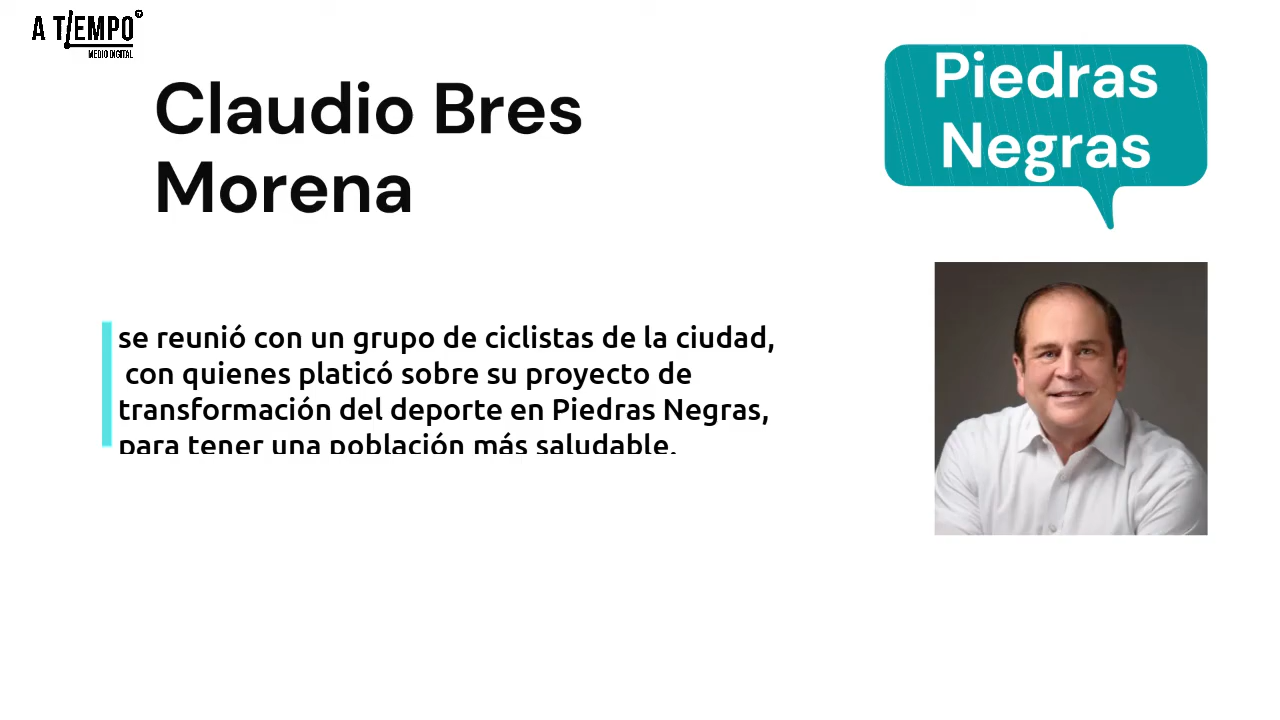 A TIEMPO
MEDIO DIGITAL
Claudio Bres
Morena
Piedras
Negras
se reunió con un grupo de ciclistas de la ciudad,
con quienes platicó sobre su proyecto de
transformación del deporte en Piedras Negras,
para tener una población más saludable.